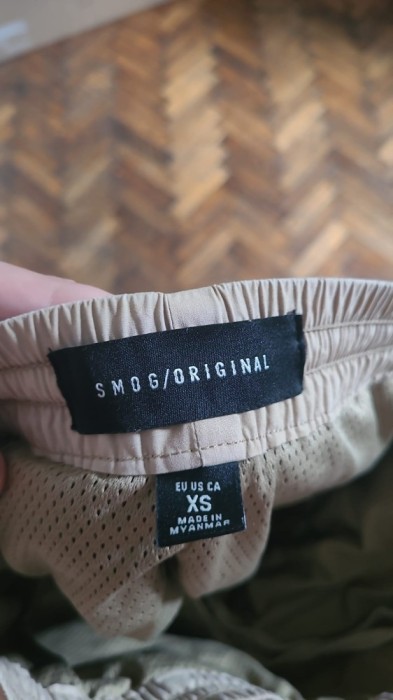 SMOG/ORIGINAL
EU US CA
XS
MADE IN
MYANMAR